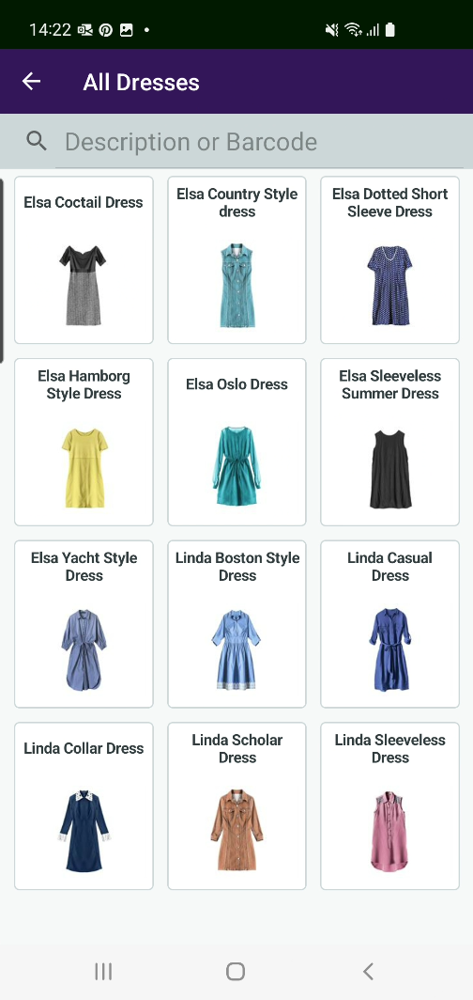 14:22
All Dresses
Description or Barcode
Elsa Coctail Dress
Elsa Country Style
dress
Elsa Dotted Short
Sleeve Dress
Elsa Hamborg
Style Dress
Elsa Oslo Dress
Elsa Sleeveless
Summer Dress
Elsa Yacht Style
Dress
Linda Boston Style
Dress
Linda Casual
Dress
Linda Collar Dress
Linda Scholar
Dress
Linda Sleeveless
Dress